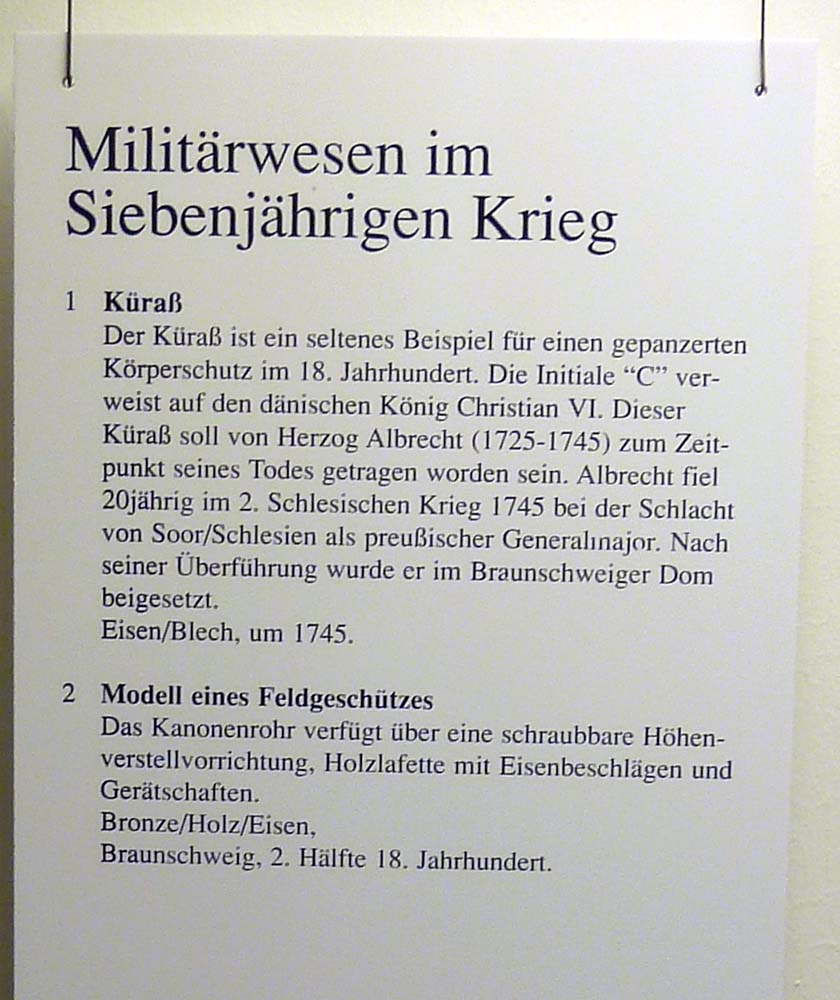 Militärwesen im
Siebenjährigen Krieg
1 Küraß
Der Küraß ist ein seltenes Beispiel für einen gepanzerten
Körperschutz im 18. Jahrhundert. Die Initiale “C” ver-
weist auf den dänischen König Christian VI. Dieser
Küraß soll von Herzog Albrecht (1725-1745) zum Zeit-
punkt seines Todes getragen worden sein. Albrecht fiel
20jährig im 2. Schlesischen Krieg 1745 bei der Schlacht
von Soor/Schlesien als preußischer Generalmajor. Nach
seiner Überführung wurde er im Braunschweiger Dom
beigesetzt.
Eisen/Blech, um 1745.
2 Modell eines Feldgeschützes
Das Kanonenrohr verfügt über eine schraubbare Höhen-
verstellvorrichtung, Holzlafette mit Eisenbeschlägen und
Gerätschaften.
Bronze/Holz/Eisen,
Braunschweig, 2. Hälfte 18. Jahrhundert.